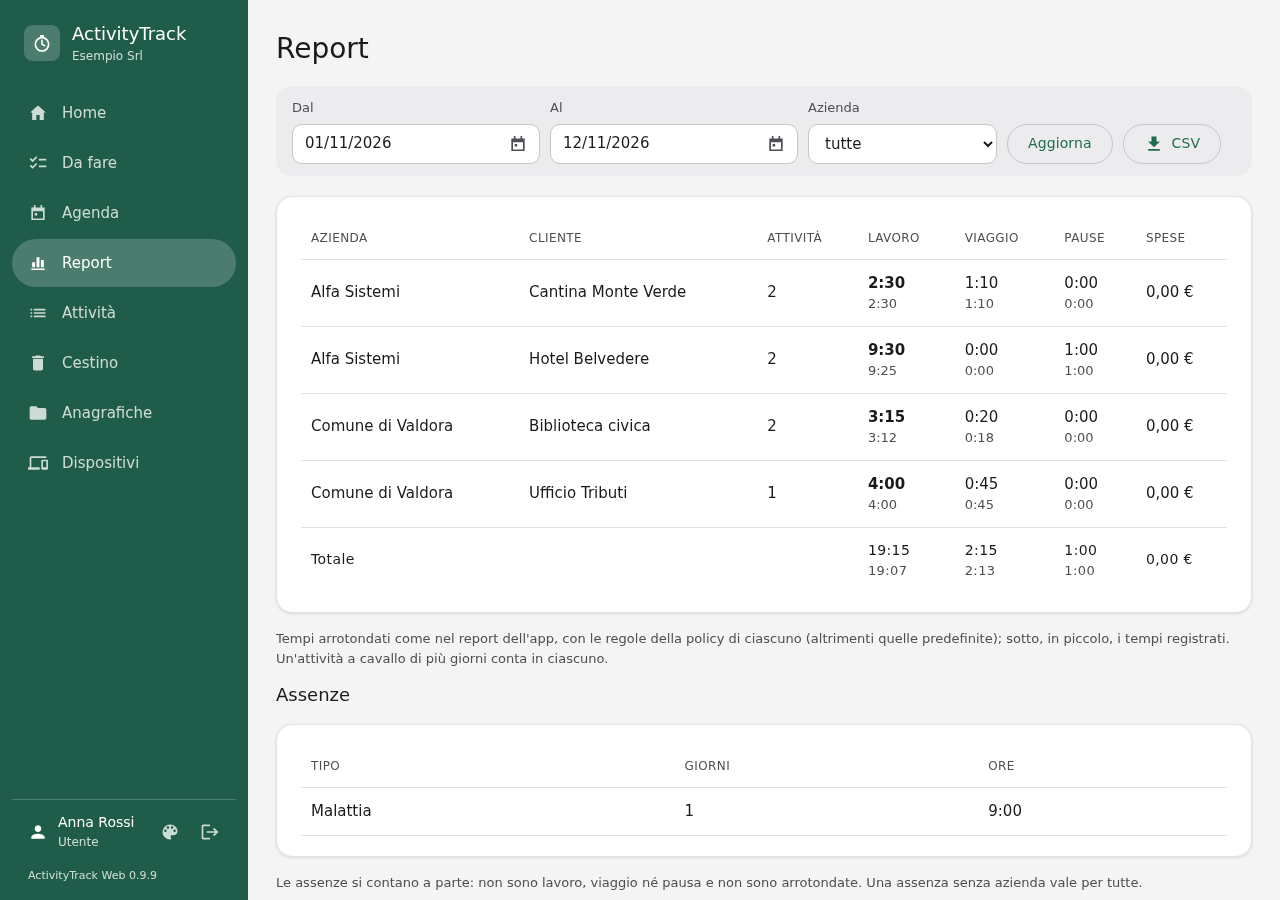 ActivityTrack
Esempio Srl
Home
Da fare
Agenda
Report
Attività
Cestino
Anagrafiche
Dispositivi
Anna Rossi
Utente
ActivityTrack Web 0.9.9
Report
Dal Al Azienda
01/11/2026 12/11/2026 tutte Aggiorna CSV
AZIENDA CLIENTE ATTIVITÀ LAVORO VIAGGIO PAUSE SPESE
Alfa Sistemi Cantina Monte Verde 2 2:30 1:10 0:00 0,00 €
2:30 1:10 0:00
Alfa Sistemi Hotel Belvedere 2 9:30 0:00 1:00 0,00 €
9:25 0:00 1:00
Comune di Valdora Biblioteca civica 2 3:15 0:20 0:00 0,00 €
3:12 0:18 0:00
Comune di Valdora Ufficio Tributi 1 4:00 0:45 0:00 0,00 €
4:00 0:45 0:00
Totale 19:15 2:15 1:00 0,00 €
19:07 2:13 1:00
Tempi arrotondati come nel report dell'app, con le regole della policy di ciascuno (altrimenti quelle predefinite); sotto, in piccolo, i tempi registrati.
Un'attività a cavallo di più giorni conta in ciascuno.
Assenze
TIPO GIORNI ORE
Malattia 1 9:00
Le assenze si contano a parte: non sono lavoro, viaggio né pausa e non sono arrotondate. Una assenza senza azienda vale per tutte.